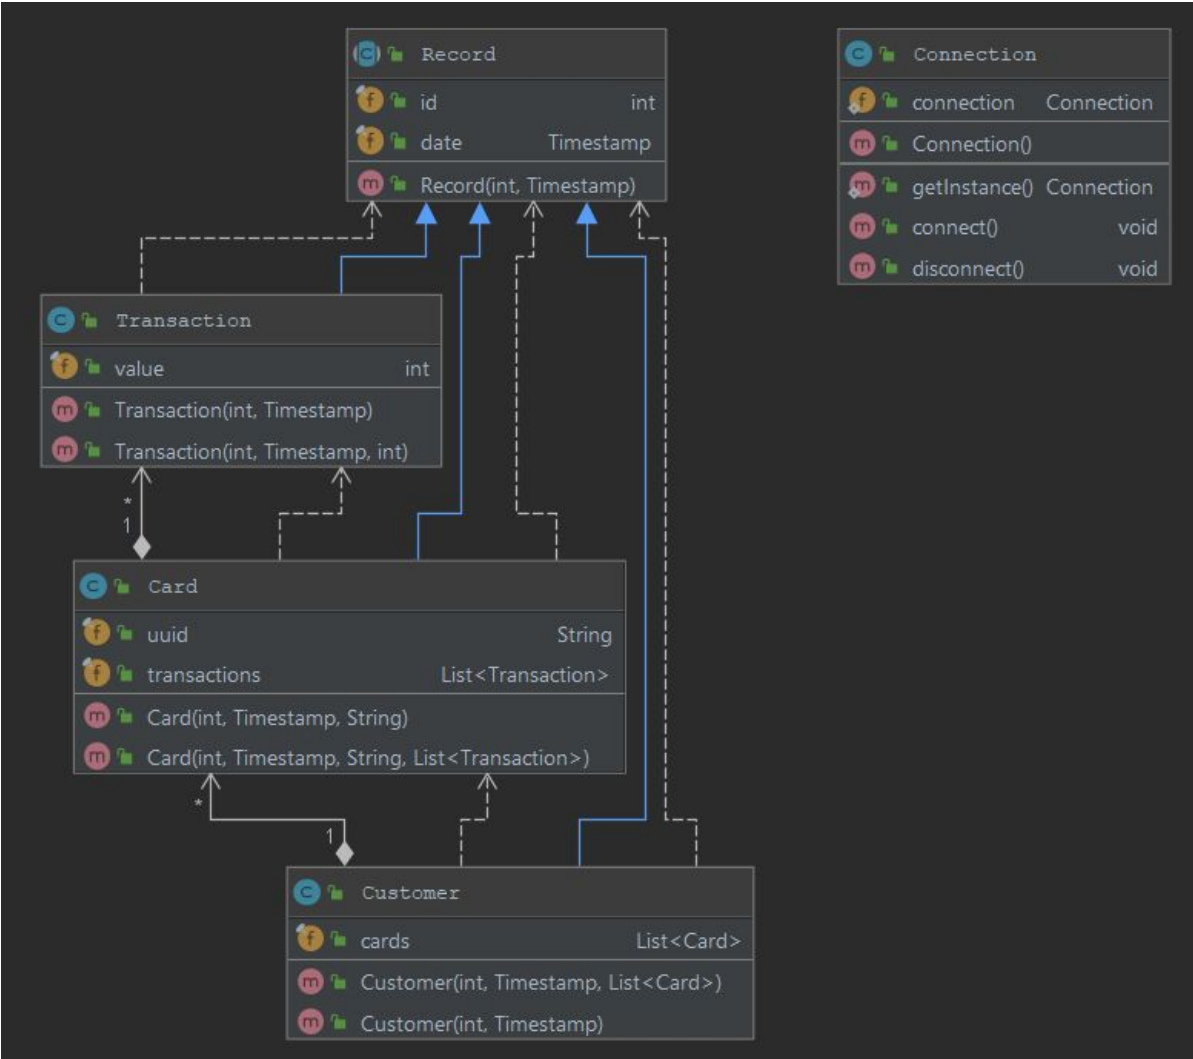 Record
id int
date Timestamp
Record(int, Timestamp)
Connection
connection Connection
Connection()
getInstance() Connection
connect() void
disconnect() void
Transaction
value int
Transaction(int, Timestamp)
Transaction(int, Timestamp, int)
*
1
Card
uuid String
transactions List<Transaction>
Card(int, Timestamp, String)
Card(int, Timestamp, String, List<Transaction>)
*
1
Customer
cards List<Card>
Customer(int, Timestamp, List<Card>)
Customer(int, Timestamp)